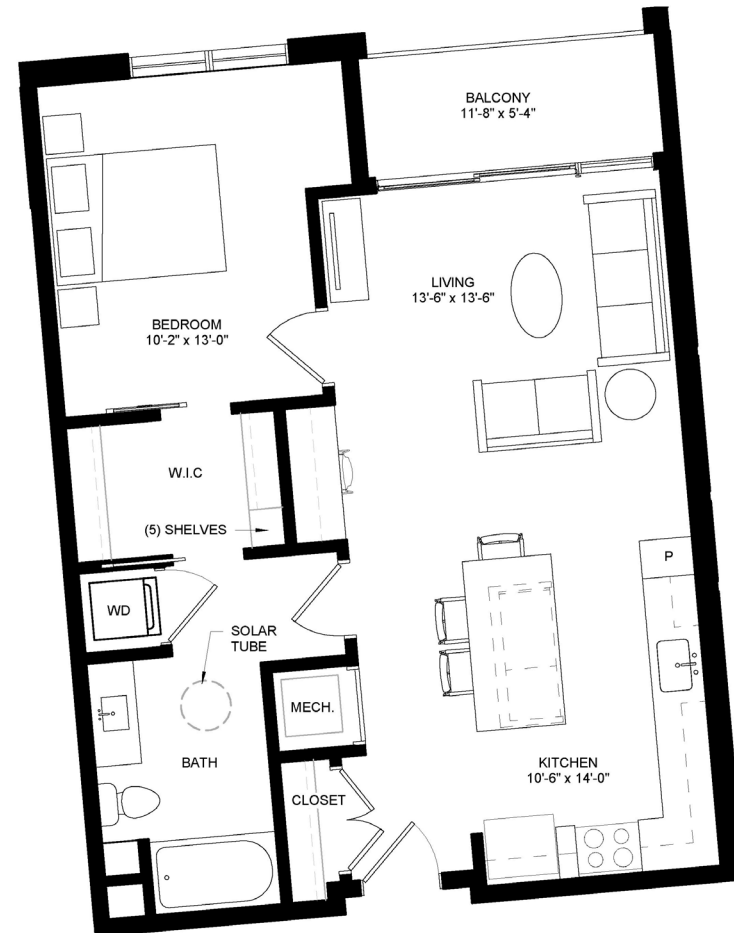 BALCONY
11'-8" x 5'-4"
LIVING
13'-6" x 13'-6"
BEDROOM
10'-2" x 13'-0"
W.I.C
(5) SHELVES
P
WD
SOLAR
TUBE
MECH.
BATH
KITCHEN
10'-6" x 14'-0"
CLOSET